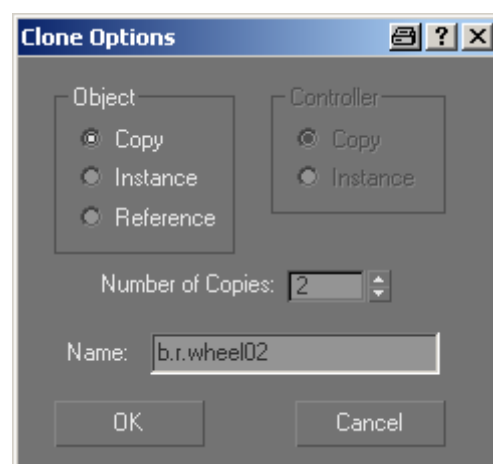 Clone Options
Object
Copy
Instance
Reference
Controller
Copy
Instance
Number of Copies: 2
Name: b.r.wheel02
OK Cancel